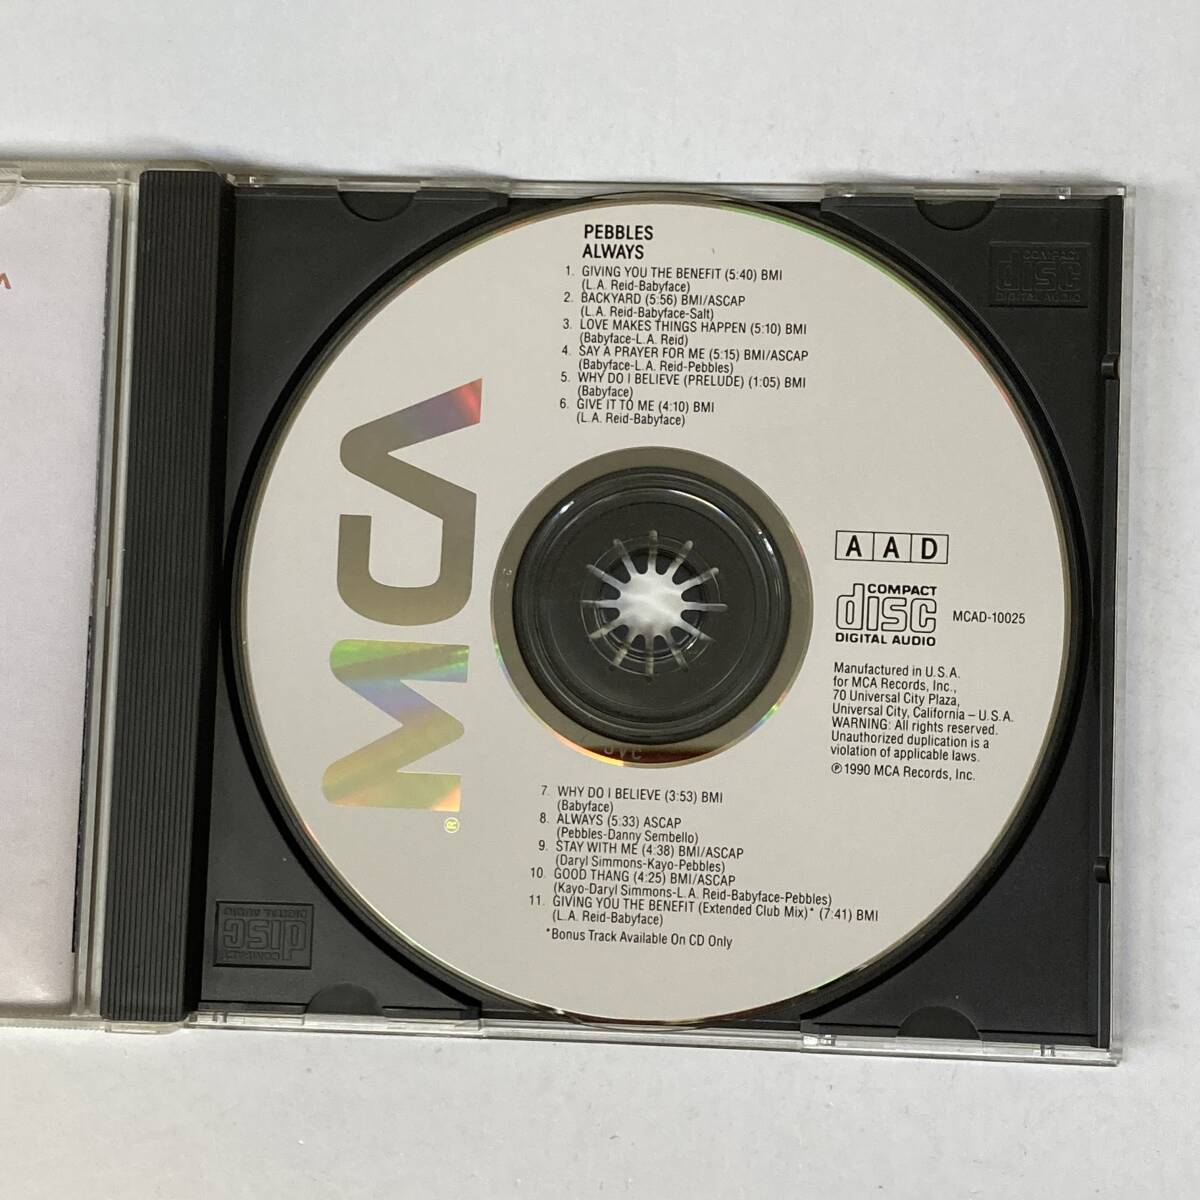 PEBBLES
ALWAYS
1. GIVING YOU THE BENEFIT (5:40) BMI
(L.A. Reid-Babyface)
2. BACKYARD (5:56) BMI/ASCAP
(L.A. Reid-Babyface-Salt)
3. LOVE MAKES THINGS HAPPEN (5:10) BMI
(Babyface-L.A. Reid)
4. SAY A PRAYER FOR ME (5:15) BMI/ASCAP
(Babyface-L.A. Reid-Pebbles)
5. WHY DO I BELIEVE (PRELUDE) (1:05) BMI
(Babyface)
6. GIVE IT TO ME (4:10) BMI
(L.A. Reid-Babyface)
MCA®
AAD
COMPACT
disc
DIGITAL AUDIO
MCAD-10025
Manufactured in U.S.A.
for MCA Records, Inc.,
70 Universal City Plaza,
Universal City, California – U.S.A.
WARNING: All rights reserved.
Unauthorized duplication is a
violation of applicable laws.
℗1990 MCA Records, Inc.
JVC
7. WHY DO I BELIEVE (3:53) BMI
(Babyface)
8. ALWAYS (5:33) ASCAP
(Pebbles-Danny Sembello)
9. STAY WITH ME (4:38) BMI/ASCAP
(Daryl Simmons-Kayo-Pebbles)
10. GOOD THANG (4:25) BMI/ASCAP
(Kayo-Daryl Simmons-L.A. Reid-Babyface-Pebbles)
11. GIVING YOU THE BENEFIT (Extended Club Mix)* (7:41) BMI
(L.A. Reid-Babyface)
*Bonus Track Available On CD Only
COMPACT
disc
DIGITAL AUDIO
COMPACT
disc
DIGITAL AUDIO